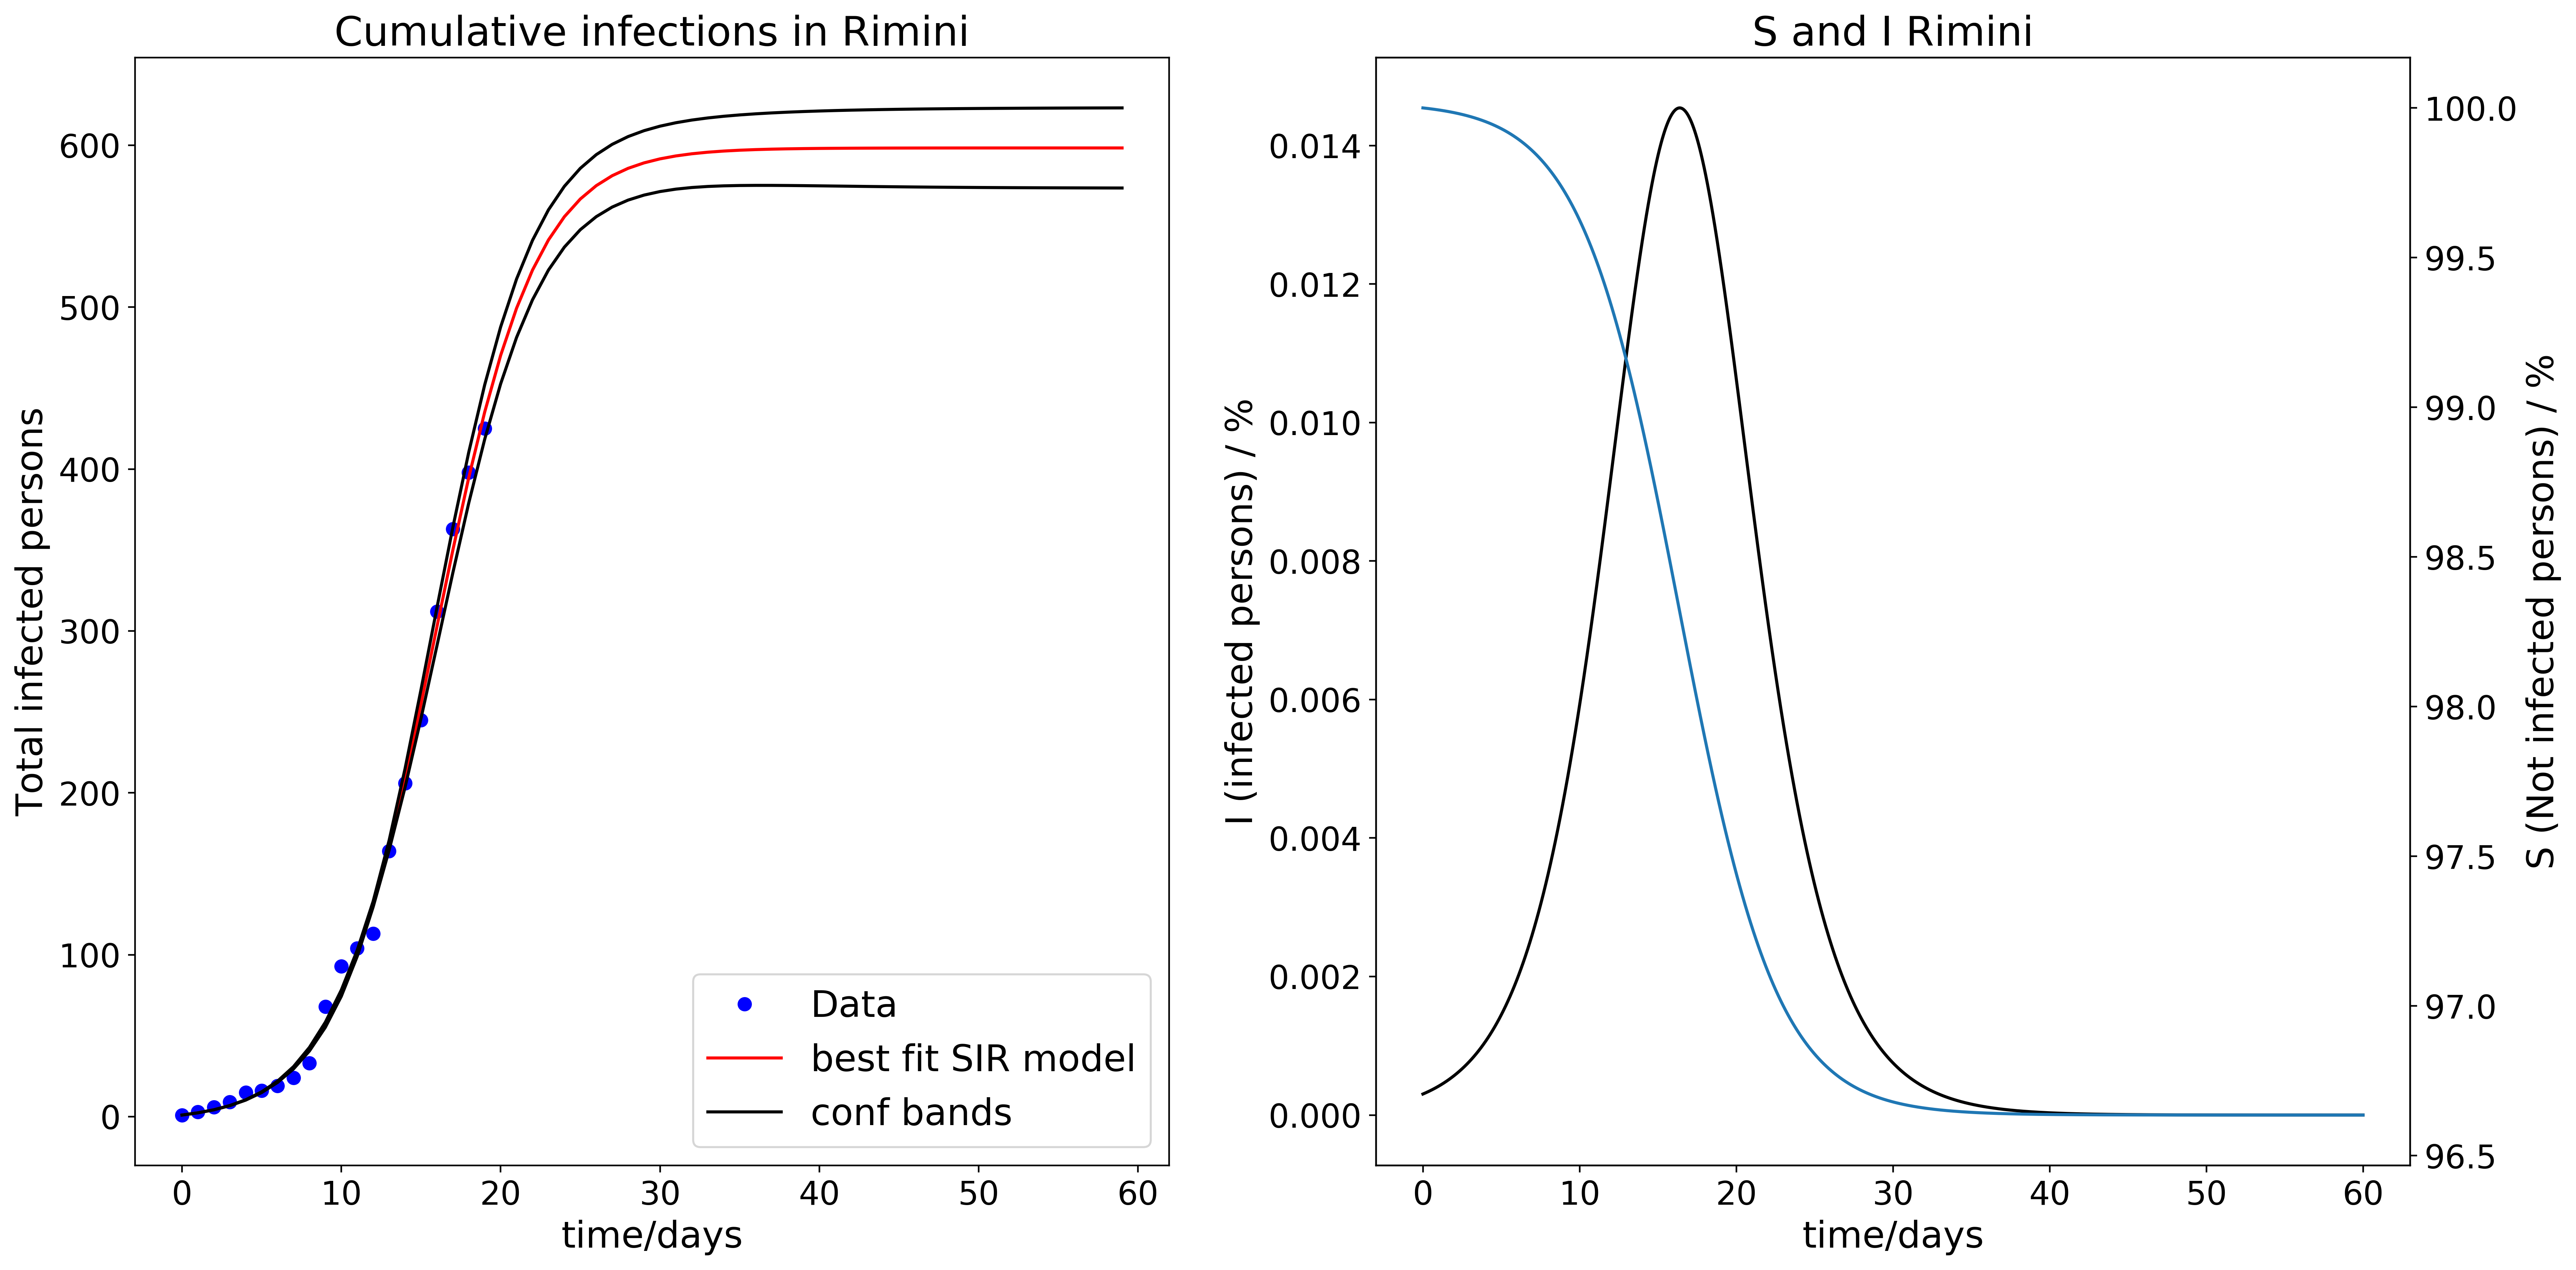 Cumulative infections in Rimini
Total infected persons
600
500
400
300
200
100
0
0 10 20 30 40 50 60
time/days
Data
best fit SIR model
conf bands
S and I Rimini
I (infected persons) / %
0.014
0.012
0.010
0.008
0.006
0.004
0.002
0.000
0 10 20 30 40 50 60
time/days
100.0
99.5
99.0
98.5
98.0
97.5
97.0
96.5
S (Not infected persons) / %